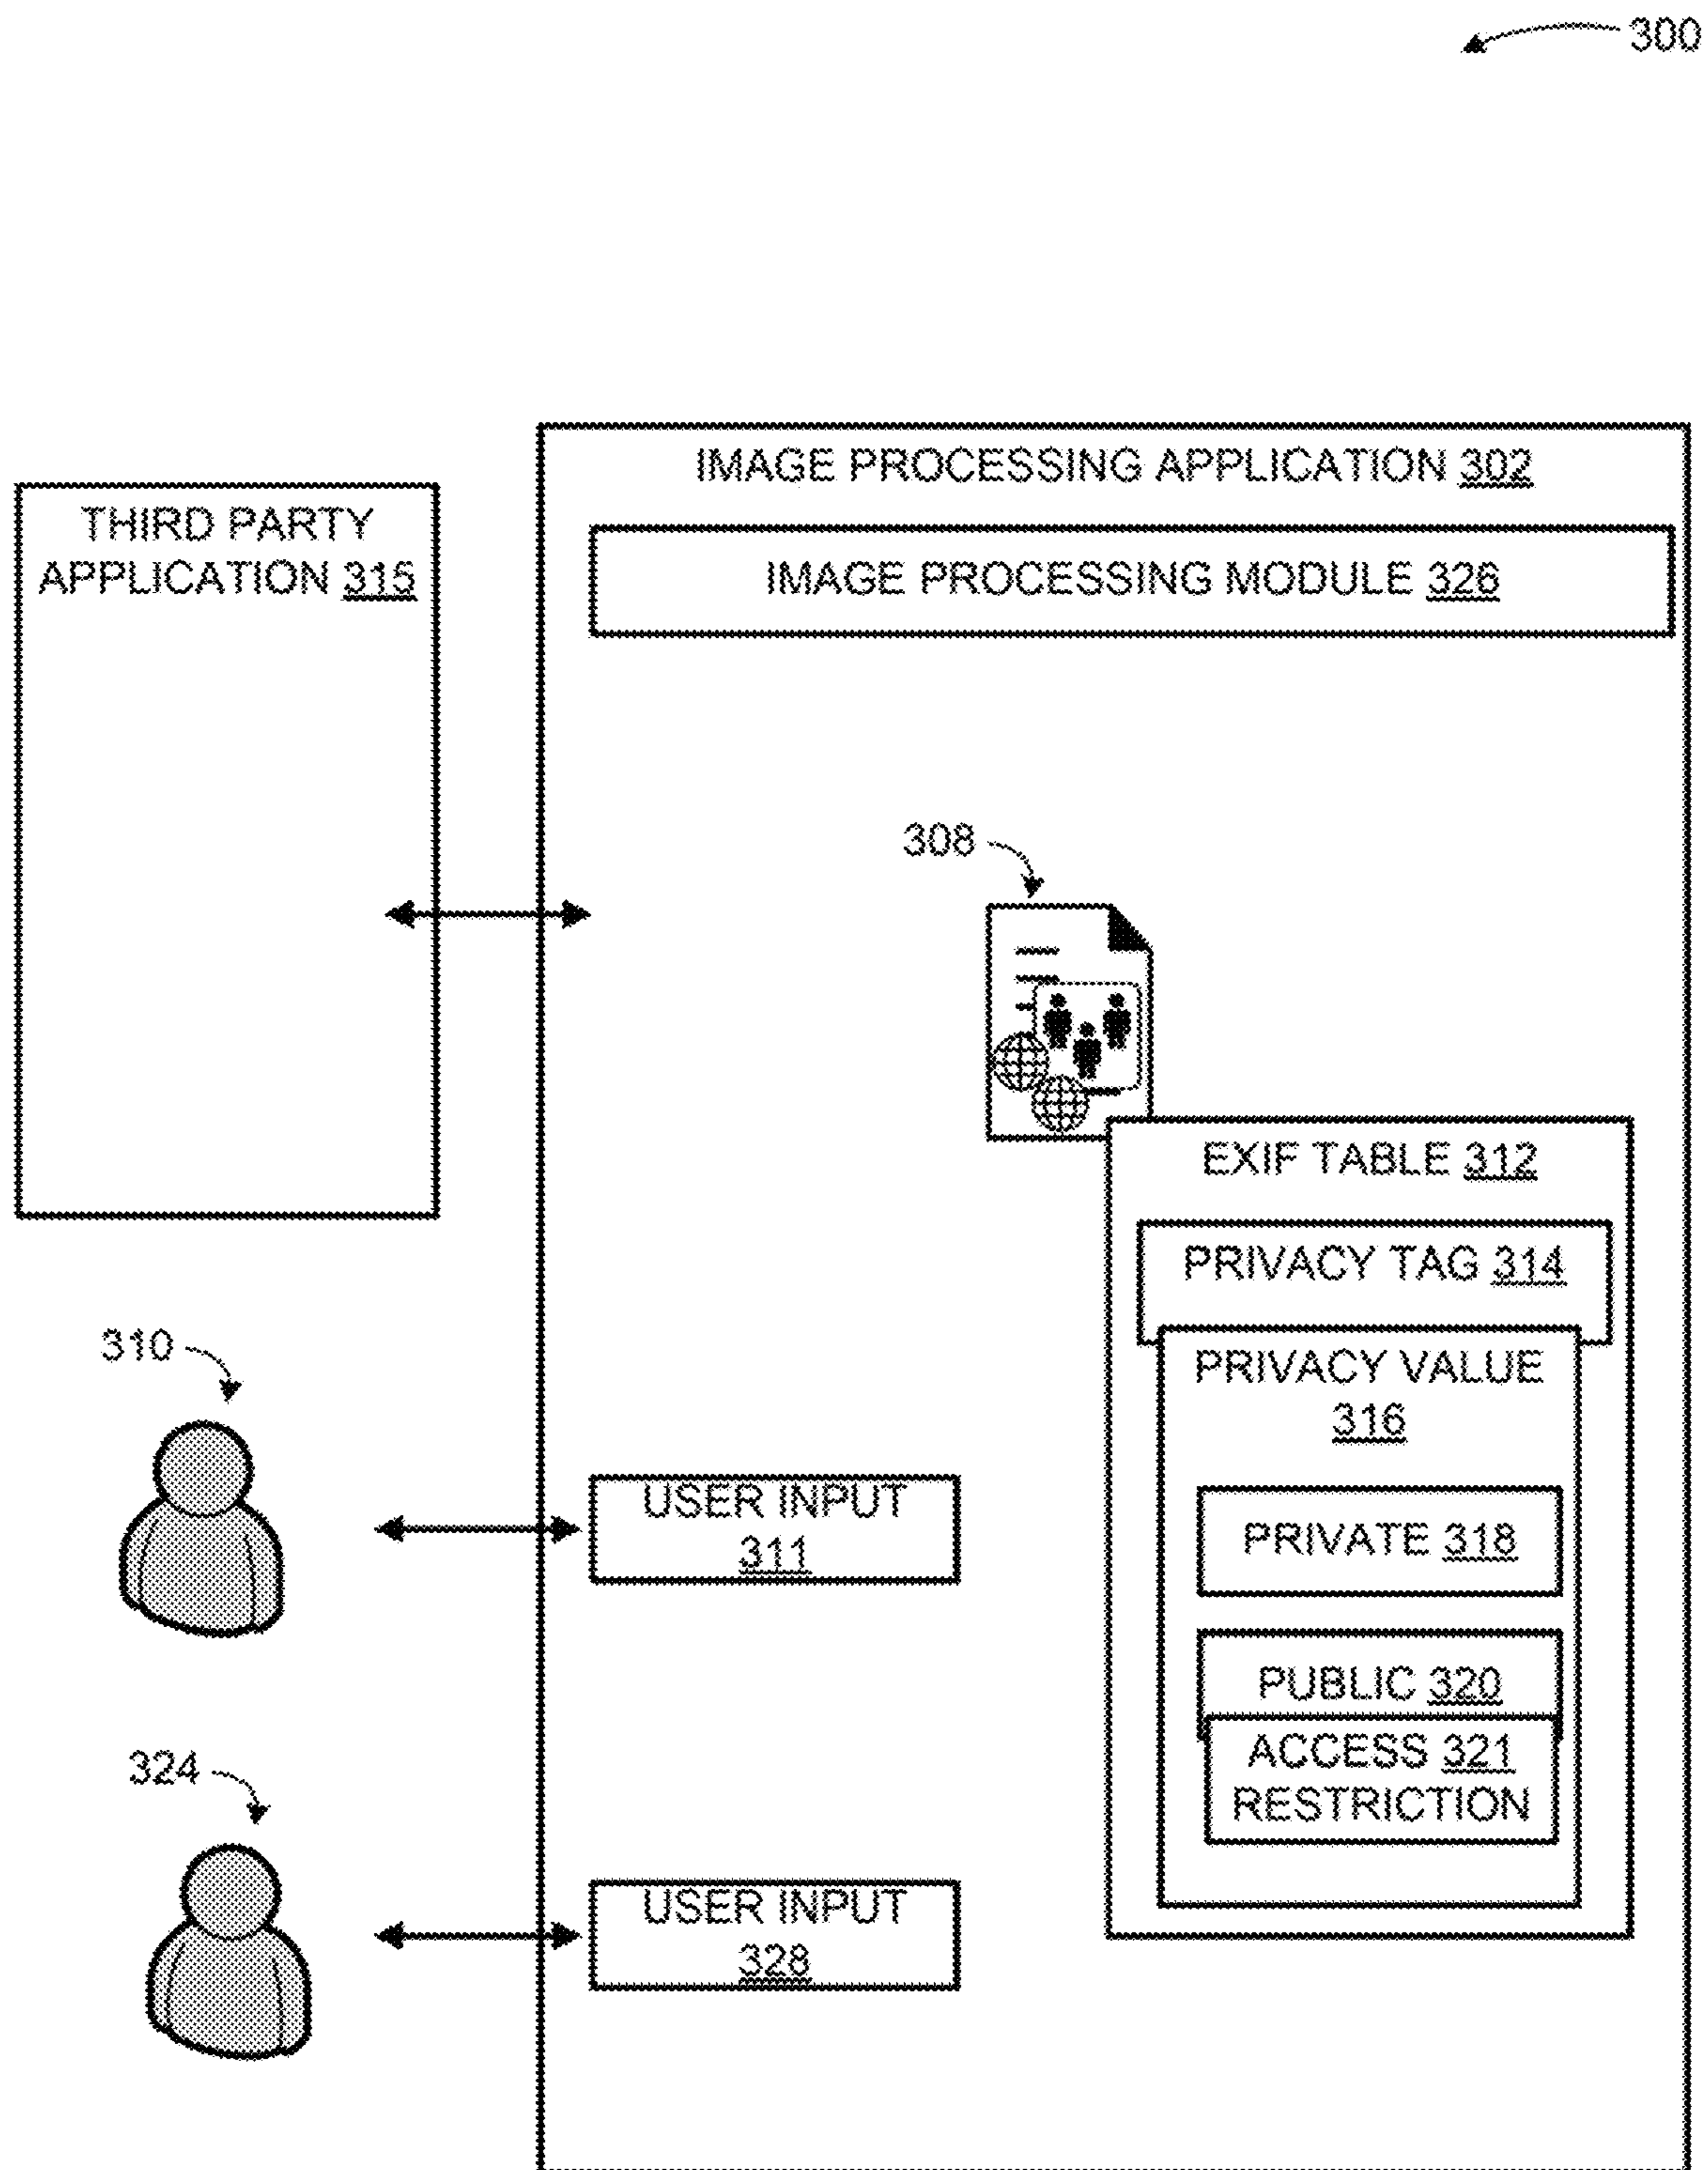 300
IMAGE PROCESSING APPLICATION 302
THIRD PARTY
APPLICATION 315
IMAGE PROCESSING MODULE 326
308
EXIF TABLE 312
PRIVACY TAG 314
310
PRIVACY VALUE
316
USER INPUT
311
PRIVATE 318
PUBLIC 320
324
ACCESS 321
RESTRICTION
USER INPUT
328